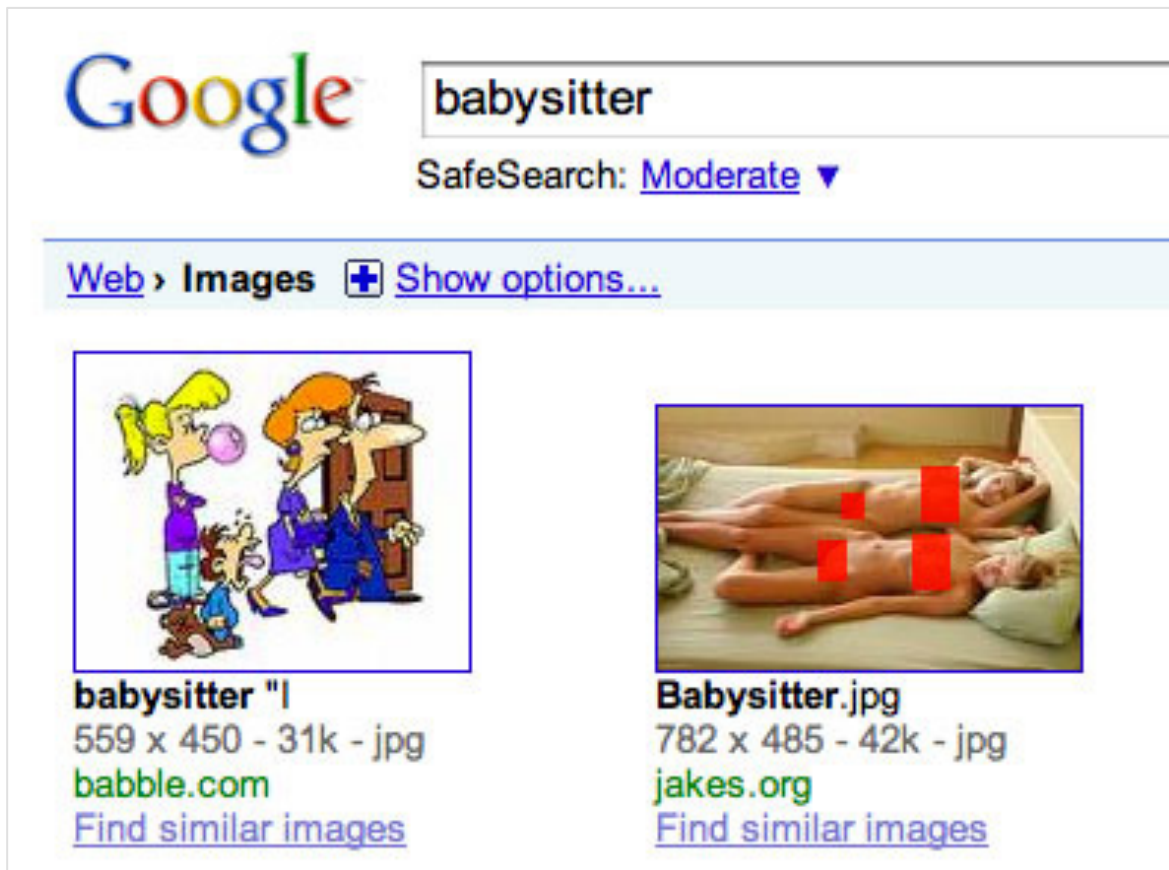 Google babysitter
SafeSearch: Moderate ▼
Web › Images Show options...
babysitter "I
559 x 450 - 31k - jpg
babble.com
Find similar images
Babysitter.jpg
782 x 485 - 42k - jpg
jakes.org
Find similar images